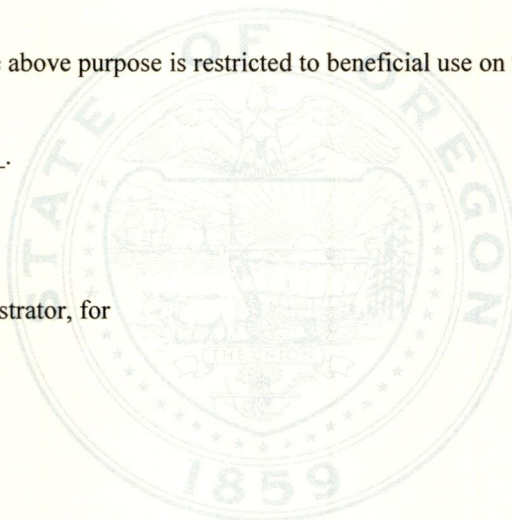 above purpose is restricted to beneficial use on
_.
strator, for
STATE OF OREGON
THE UNION
1859